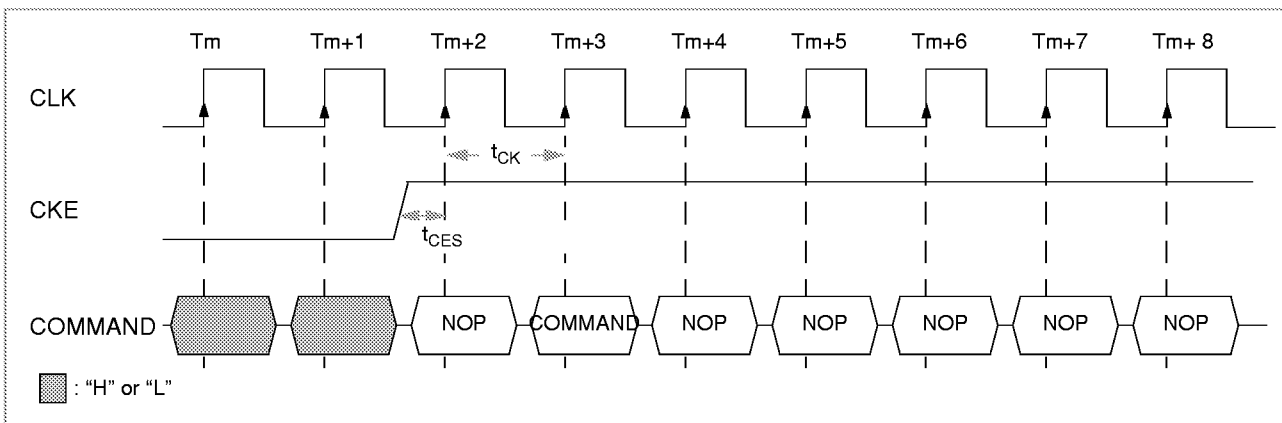 Tm Tm+1 Tm+2 Tm+3 Tm+4 Tm+5 Tm+6 Tm+7 Tm+ 8
CLK
tCK
CKE
tCES
COMMAND NOP COMMAND NOP NOP NOP NOP NOP
: “H” or “L”